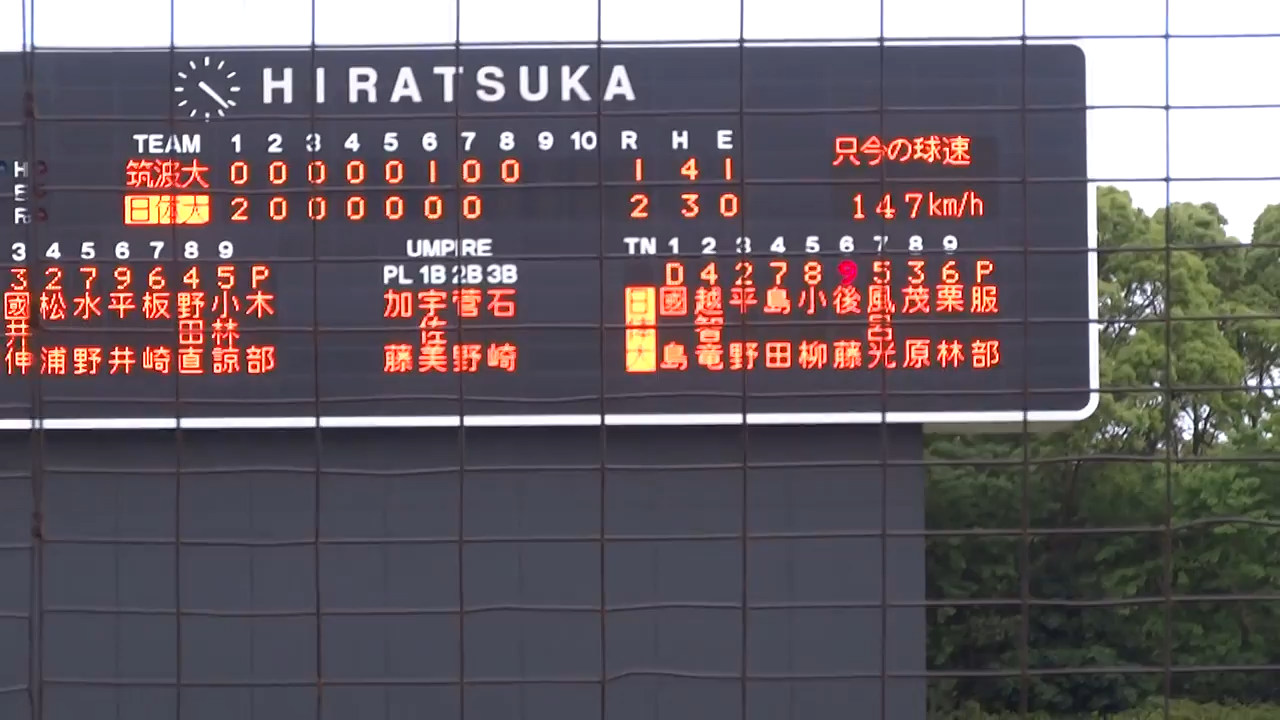 HIRATSUKA
TEAM 1 2 3 4 5 6 7 8 9 10 R H E
筑波大 0 0 0 0 0 1 0 0 1 4 1
日体大 2 0 0 0 0 0 0 2 3 0
只今の球速
147km/h
H
E
R
3 4 5 6 7 8 9
3 2 7 9 6 4 5 P
國井伸 松浦 水野 平井 板崎 野田直 小林諒 木部
UMPIRE
PL 1B 2B 3B
加藤 宇佐美 菅野 石崎
TN 1 2 3 4 5 6 7 8 9
D 4 2 7 8 9 5 3 6 P
日体大 國島 越智竜 平野 島田 小柳 後藤 風呂光 茂原 栗林 服部